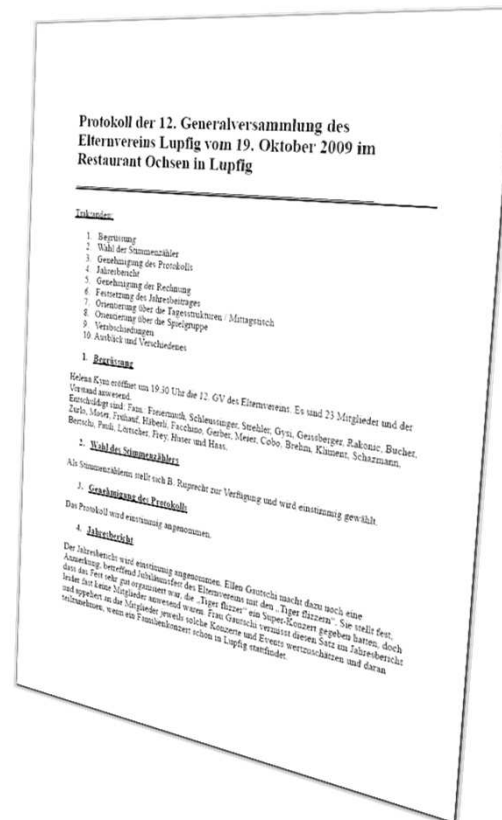 Protokoll der 12. Generalversammlung des
Elternvereins Lupfig vom 19. Oktober 2009 im
Restaurant Ochsen in Lupfig
Traktanden:
1. Begrüssung
2. Wahl der Stimmenzähler
3. Genehmigung des Protokolls
4. Jahresbericht
5. Genehmigung der Rechnung
6. Festsetzung des Jahresbeitrages
7. Orientierung über die Tagesstrukturen / Mittagstisch
8. Orientierung über die Spielgruppe
9. Verabschiedungen
10. Ausblick und Verschiedenes
1. Begrüssung
Helena Kym eröffnet um 19.30 Uhr die 12. GV des Elternvereins. Es sind 23 Mitglieder und der
Vorstand anwesend.
Entschuldigt sind: Fam. Freiermuth, Schleussinger, Strehler, Gysi, Geissberger, Rakonic, Bucher,
Zurlo, Moser, Frühauf, Häberli, Facchino, Gerber, Meier, Cobo, Brehm, Kliment, Schazmann,
Bertschi, Pauli, Lörtscher, Frey, Huser und Haas.
2. Wahl des Stimmenzählers
Als Stimmenzählerin stellt sich B. Ruprecht zur Verfügung und wird einstimmig gewählt.
3. Genehmigung des Protokolls
Das Protokoll wird einstimmig angenommen.
4. Jahresbericht
Der Jahresbericht wird einstimmig angenommen. Ellen Gautschi macht dazu noch eine
Anmerkung, betreffend Jubiläumsfest des Elternvereins mit den „Tiger flizzern“. Sie stellt fest,
dass das Fest sehr gut organisiert war, die „Tiger flizzer“ ein Super-Konzert gegeben hatten, doch
leider fast keine Mitglieder anwesend waren. Frau Gautschi vermisst diesen Satz im Jahresbericht
und appeliert an die Mitglieder jeweils solche Konzerte und Events wertzuschätzen und daran
teilzunehmen, wenn ein Familienkonzert schon in Lupfig stattfindet.